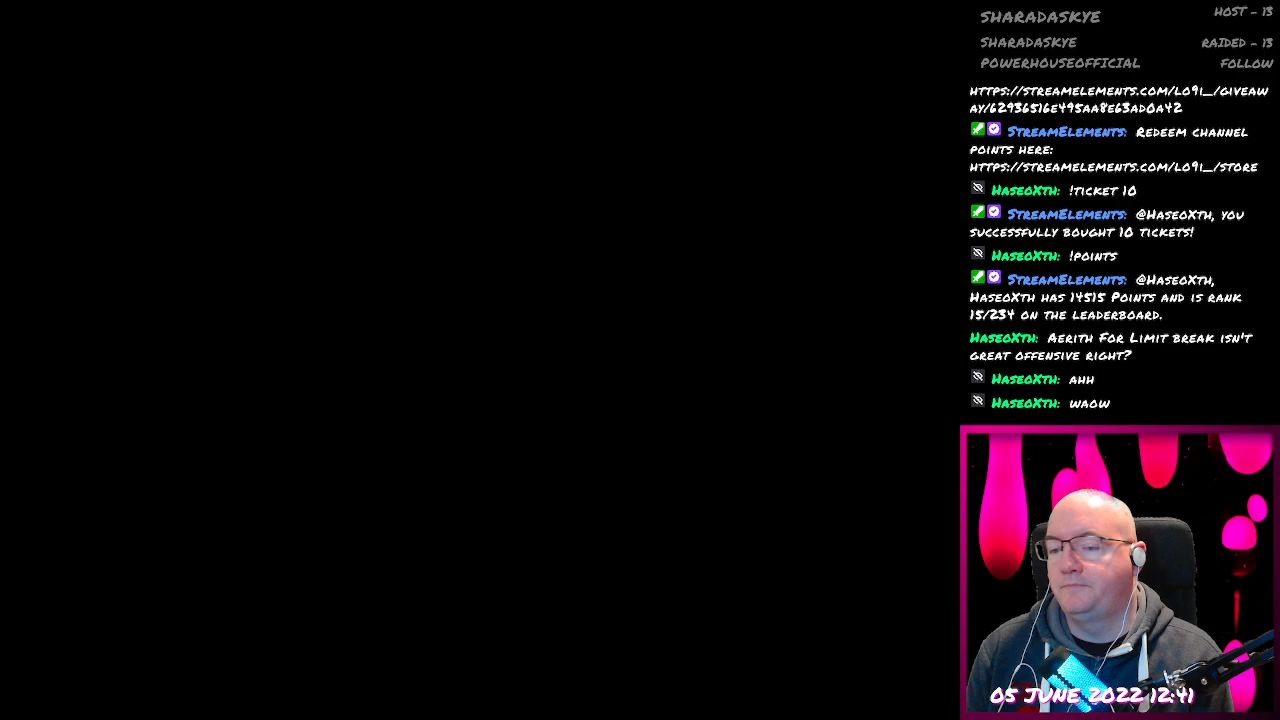 SHARADASKYE HOST - 13
SHARADASKYE RAIDED - 13
POWERHOUSEOFFICIAL FOLLOW
HTTPS://STREAMELEMENTS.COM/LO9I_/GIVEAW
AY/62936516E495AA8E63AD0A42
STREAMELEMENTS: REDEEM CHANNEL
POINTS HERE:
HTTPS://STREAMELEMENTS.COM/LO9I_/STORE
HASEOXTH: !TICKET 10
STREAMELEMENTS: @HASEOXTH, YOU
SUCCESSFULLY BOUGHT 10 TICKETS!
HASEOXTH: !POINTS
STREAMELEMENTS: @HASEOXTH,
HASEOXTH HAS 14515 POINTS AND IS RANK
15/234 ON THE LEADERBOARD.
HASEOXTH: AERITH FOR LIMIT BREAK ISN'T
GREAT OFFENSIVE RIGHT?
HASEOXTH: AHH
HASEOXTH: WAOW
05 JUNE 2022 12:41